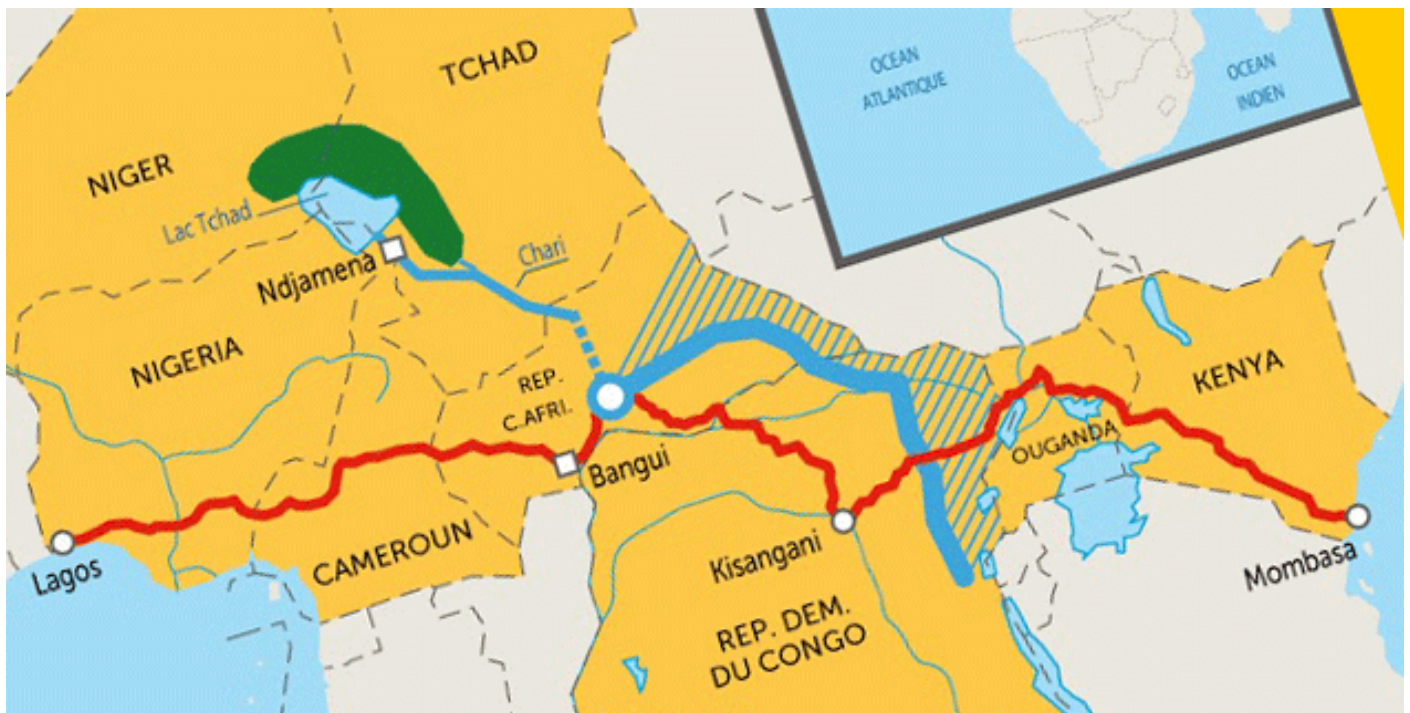 TCHAD
OCEAN
ATLANTIQUE
OCEAN
INDIEN
NIGER
Lac Tchad
Chari
Ndjamena
NIGERIA
REP.
C.AFRI.
KENYA
OUGANDA
Bangui
Lagos
CAMEROUN
Kisangani
Mombasa
REP. DEM.
DU CONGO